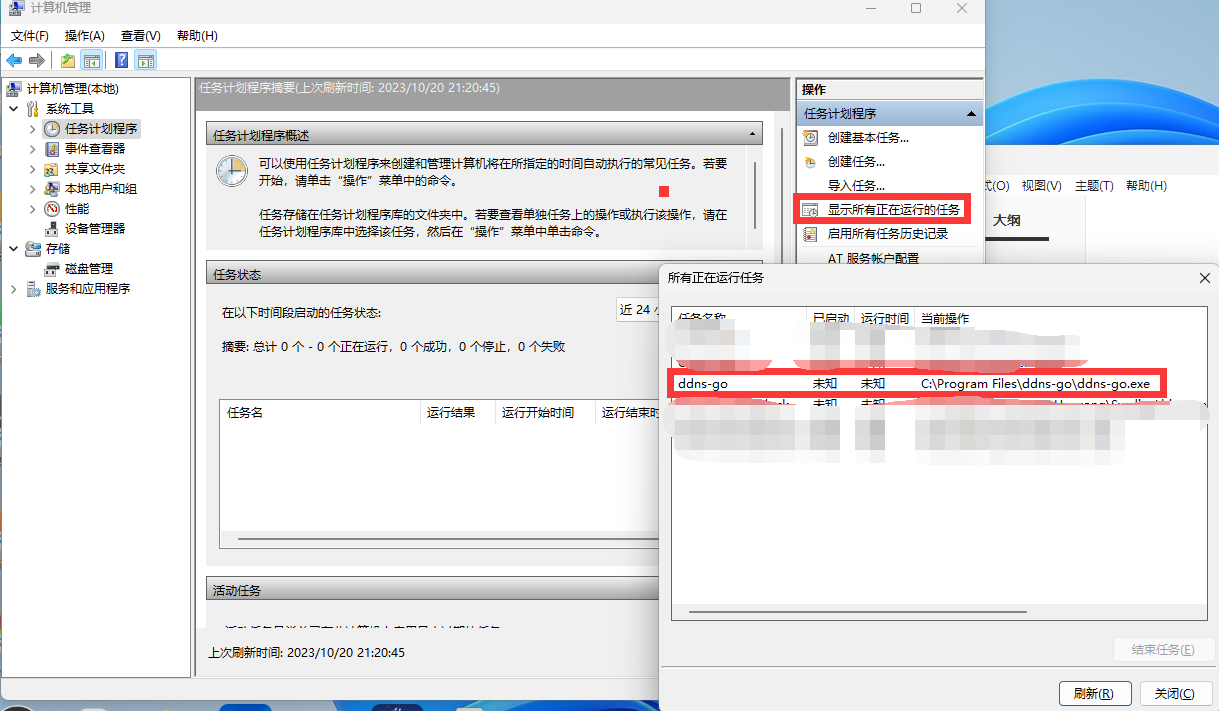 计算机管理
文件(F) 操作(A) 查看(V) 帮助(H)
计算机管理(本地)
系统工具
任务计划程序
事件查看器
共享文件夹
本地用户和组
性能
设备管理器
存储
磁盘管理
服务和应用程序
任务计划程序摘要(上次刷新时间: 2023/10/20 21:20:45)
任务计划程序概述
可以使用任务计划程序来创建和管理计算机将在所指定的时间自动执行的常见任务。若要
开始，请单击“操作”菜单中的命令。
任务存储在任务计划程序库的文件夹中。若要查看单独任务上的操作或执行该操作，请在
任务计划程序库中选择该任务，然后在“操作”菜单中单击命令。
任务状态
在以下时间段启动的任务状态:
近 24
摘要: 总计 0 个 - 0 个正在运行，0 个成功，0 个停止，0 个失败
任务名 运行结果 运行开始时间 运行结束时
活动任务
上次刷新时间: 2023/10/20 21:20:45
操作
任务计划程序
创建基本任务...
创建任务...
导入任务...
显示所有正在运行的任务
启用所有任务历史记录
AT 服务帐户配置
式(O) 视图(V) 主题(T) 帮助(H)
大纲
所有正在运行任务
任务名称 已启动 运行时间 当前操作
ddns-go 未知 未知 C:\Program Files\ddns-go\ddns-go.exe
未知 未知
结束任务(E)
刷新(R) 关闭(C)